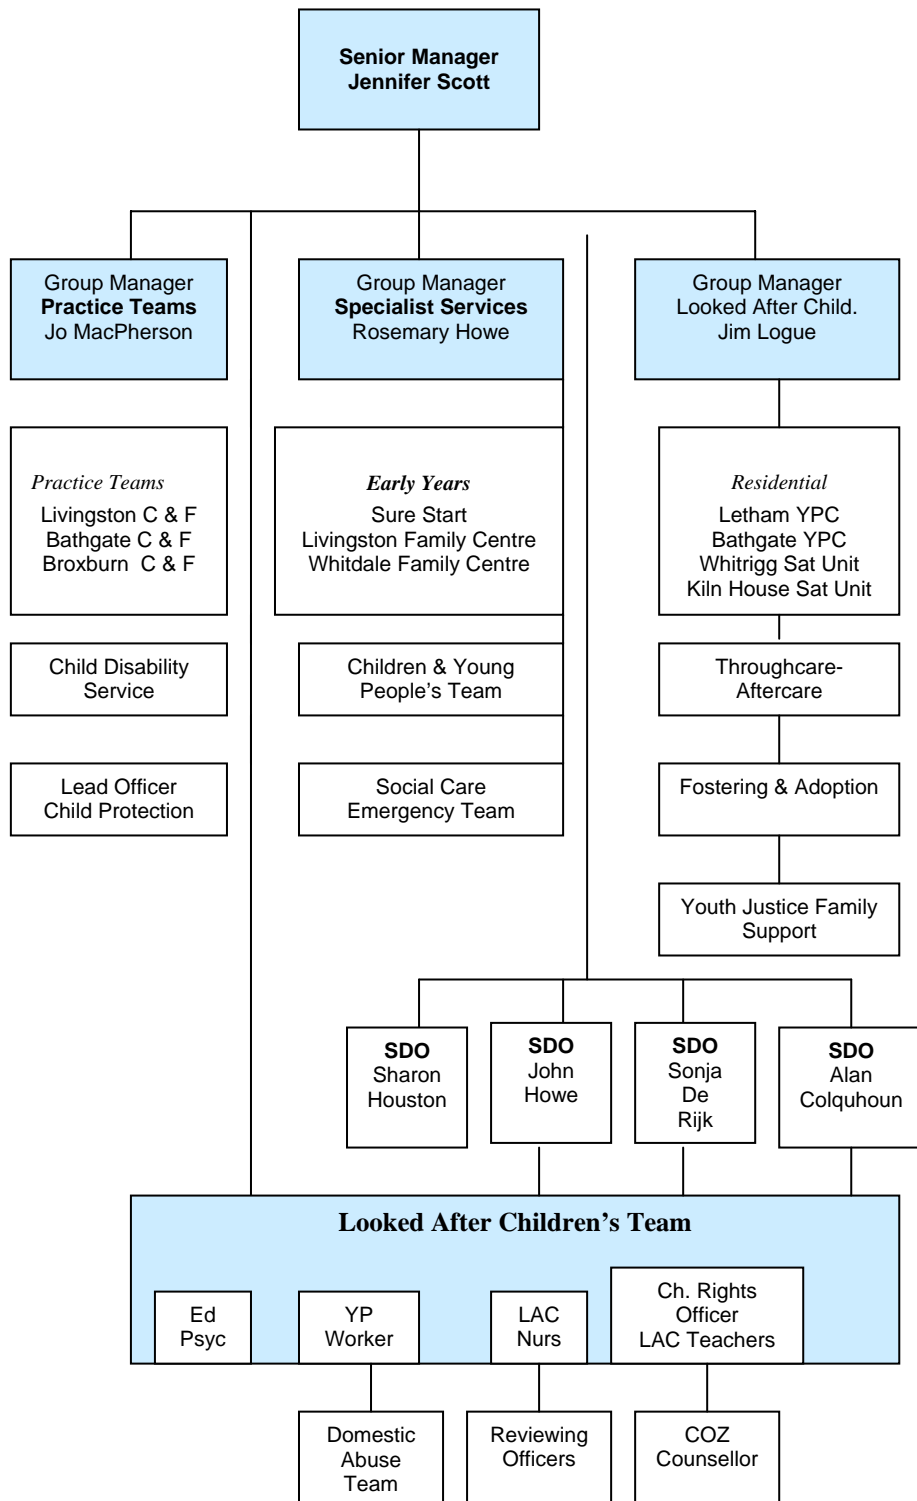 Senior Manager
Jennifer Scott
Group Manager
Practice Teams
Jo MacPherson
Group Manager
Specialist Services
Rosemary Howe
Group Manager
Looked After Child.
Jim Logue
Practice Teams
Livingston C & F
Bathgate C & F
Broxburn C & F
Early Years
Sure Start
Livingston Family Centre
Whitdale Family Centre
Residential
Letham YPC
Bathgate YPC
Whitrigg Sat Unit
Kiln House Sat Unit
Child Disability
Service
Children & Young
People’s Team
Throughcare-
Aftercare
Lead Officer
Child Protection
Social Care
Emergency Team
Fostering & Adoption
Youth Justice Family
Support
SDO
Sharon
Houston
SDO
John
Howe
SDO
Sonja
De
Rijk
SDO
Alan
Colquhoun
Looked After Children’s Team
Ed
Psyc
YP
Worker
LAC
Nurs
Ch. Rights
Officer
LAC Teachers
Domestic
Abuse
Team
Reviewing
Officers
COZ
Counsellor